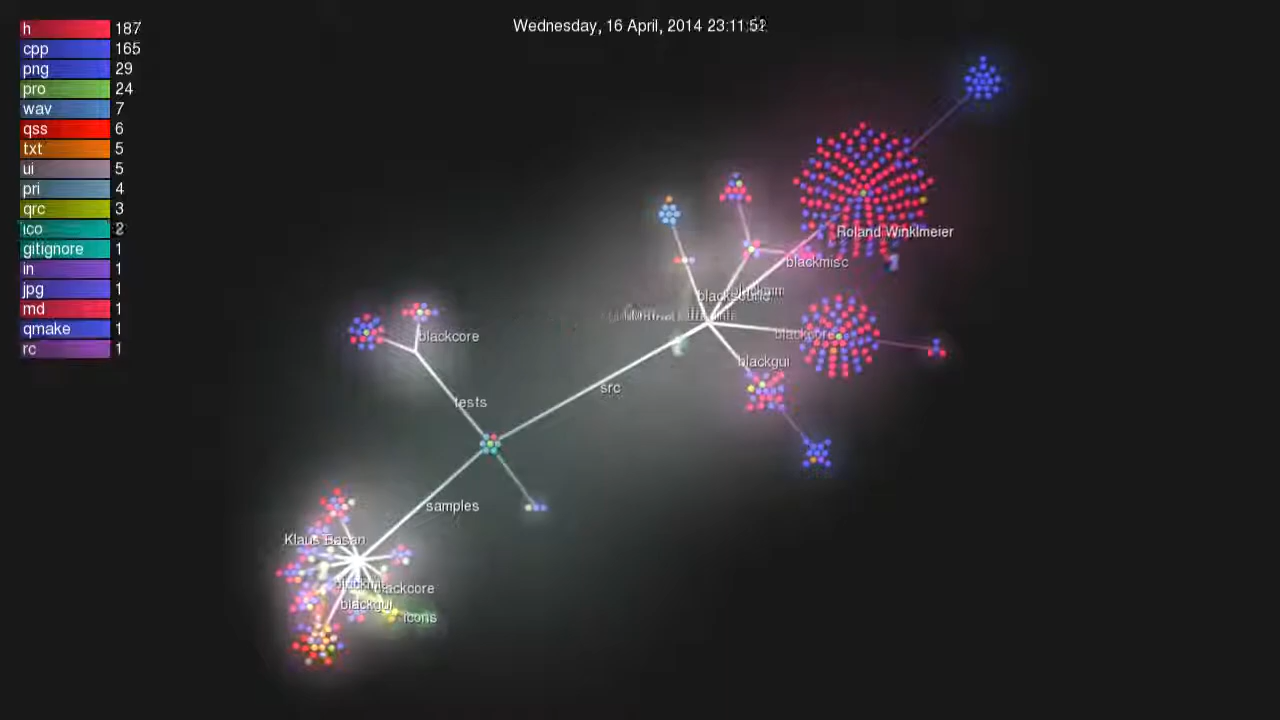 Wednesday, 16 April, 2014 23:11:52
h 187
cpp 165
png 29
pro 24
wav 7
qss 6
txt 5
ui 5
pri 4
qrc 3
ico 2
gitignore 1
in 1
jpg 1
md 1
qmake 1
rc 1
Roland Winklmeier
blackmisc
blacksound
blackcore
blackcore
blackgui
src
tests
samples
Klaus Basan
blackcore
blackgui
icons